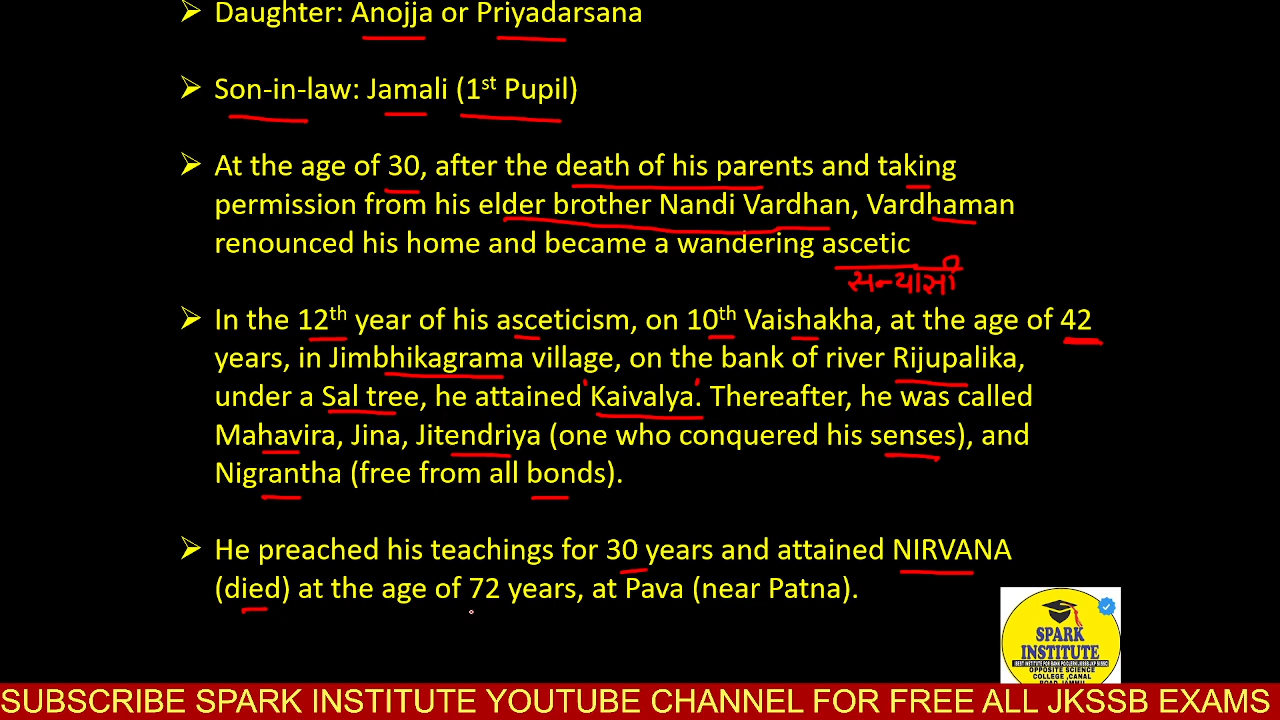 ➢ Daughter: Anojja or Priyadarsana
➢ Son-in-law: Jamali (1st Pupil)
➢ At the age of 30, after the death of his parents and taking
permission from his elder brother Nandi Vardhan, Vardhaman
renounced his home and became a wandering ascetic
सन्यासी
➢ In the 12th year of his asceticism, on 10th Vaishakha, at the age of 42
years, in Jimbhikagrama village, on the bank of river Rijupalika,
under a Sal tree, he attained 'Kaivalya'. Thereafter, he was called
Mahavira, Jina, Jitendriya (one who conquered his senses), and
Nigrantha (free from all bonds).
➢ He preached his teachings for 30 years and attained NIRVANA
(died) at the age of 72 years, at Pava (near Patna).
SPARK
INSTITUTE
OPPOSITE SCIENCE
COLLEGE ,CANAL
ROAD JAMMU
SUBSCRIBE SPARK INSTITUTE YOUTUBE CHANNEL FOR FREE ALL JKSSB EXAMS